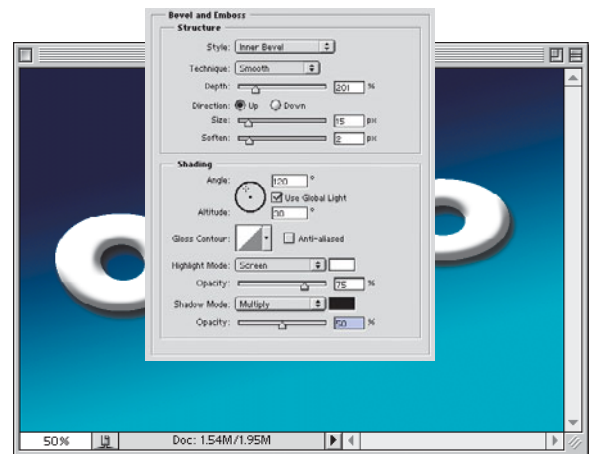 Bevel and Emboss
Structure
Style: Inner Bevel
Technique: Smooth
Depth: 201 %
Direction: Up Down
Size: 15 px
Soften: 2 px
Shading
Angle: 120 °
Use Global Light
Altitude: 30 °
Gloss Contour: Anti-aliased
Highlight Mode: Screen
Opacity: 75 %
Shadow Mode: Multiply
Opacity: 50 %
50% Doc: 1.54M/1.95M